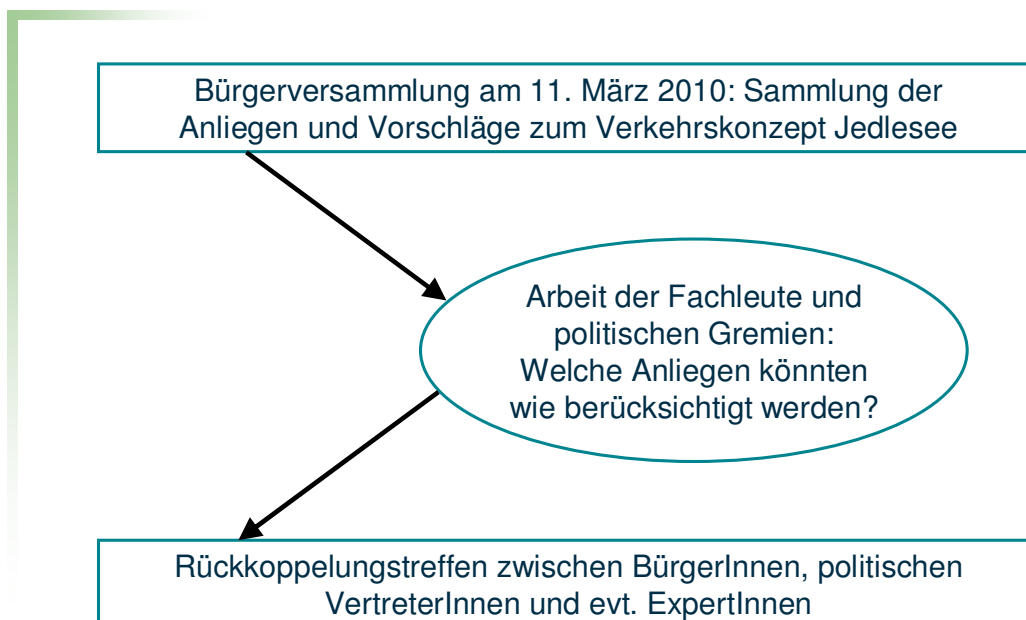 Bürgerversammlung am 11. März 2010: Sammlung der
Anliegen und Vorschläge zum Verkehrskonzept Jedlesee
Arbeit der Fachleute und
politischen Gremien:
Welche Anliegen könnten
wie berücksichtigt werden?
Rückkoppelungstreffen zwischen BürgerInnen, politischen
VertreterInnen und evt. ExpertInnen